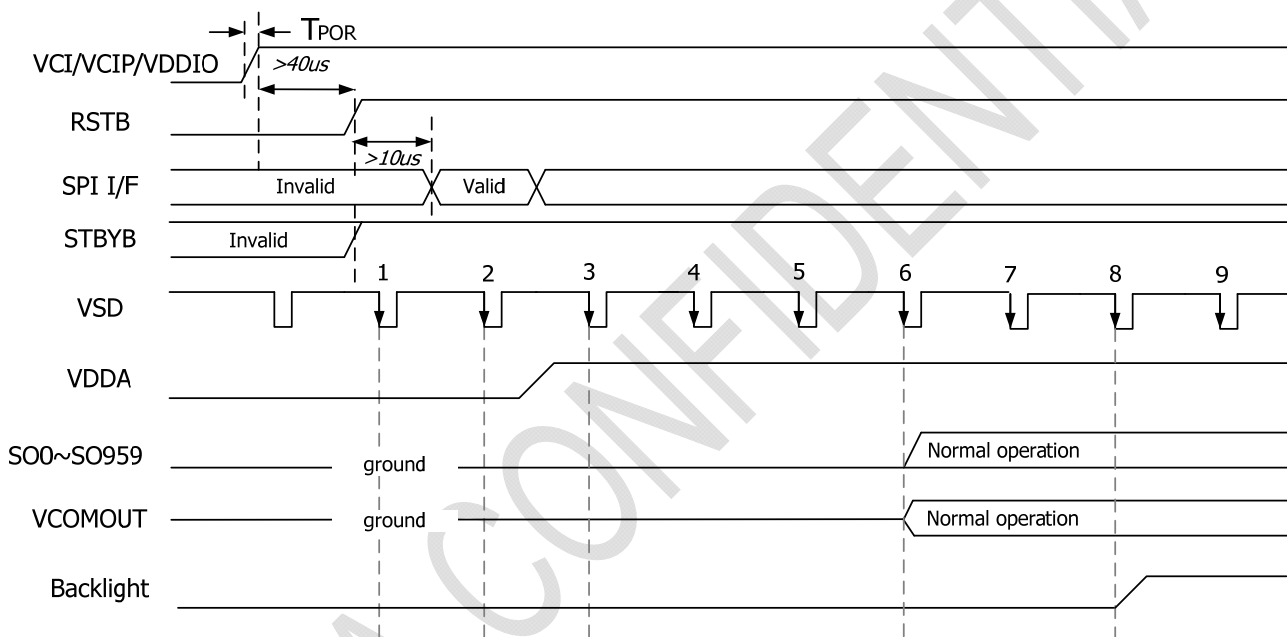 TPOR
VCI/VCIP/VDDIO
>40us
RSTB
>10us
SPI I/F
Invalid
Valid
STBYB
Invalid
1 2 3 4 5 6 7 8 9
VSD
VDDA
SO0~SO959
ground
Normal operation
VCOMOUT
ground
Normal operation
Backlight
CONFIDENTIA